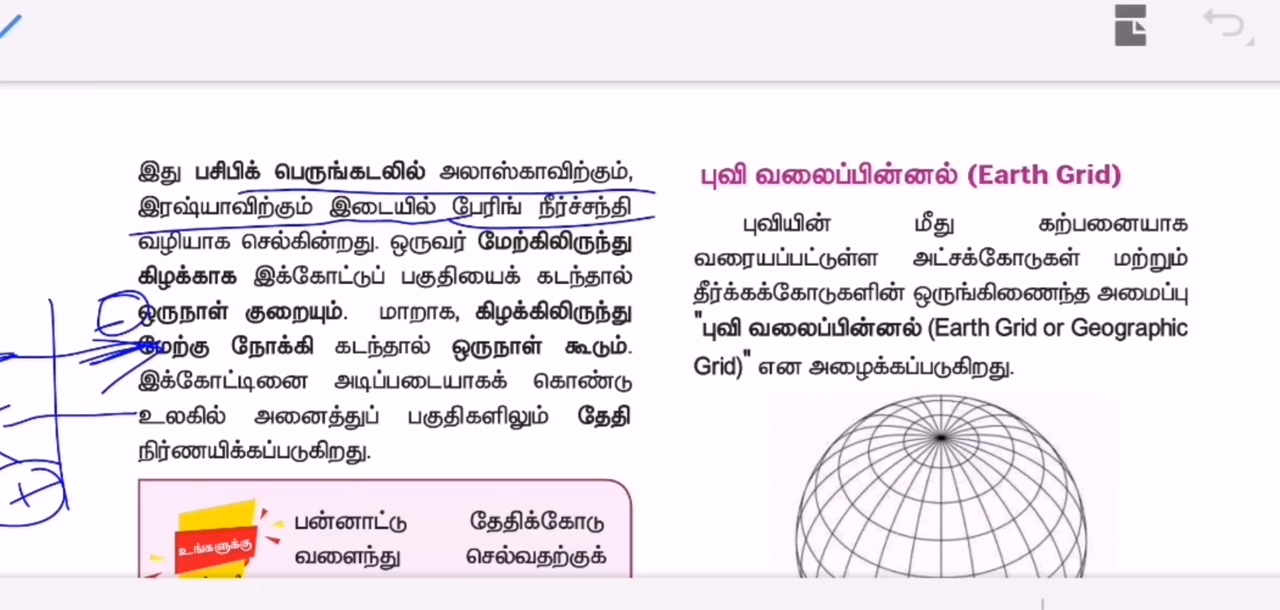 இது பசிபிக் பெருங்கடலில் அலாஸ்காவிற்கும்,
இரஷ்யாவிற்கும் இடையில் பேரிங் நீர்ச்சந்தி
வழியாக செல்கின்றது. ஒருவர் மேற்கிலிருந்து
கிழக்காக இக்கோட்டுப் பகுதியைக் கடந்தால்
ஒருநாள் குறையும். மாறாக, கிழக்கிலிருந்து
மேற்கு நோக்கி கடந்தால் ஒருநாள் கூடும்.
இக்கோட்டினை அடிப்படையாகக் கொண்டு
உலகில் அனைத்துப் பகுதிகளிலும் தேதி
நிர்ணயிக்கப்படுகிறது.
உங்களுக்கு
பன்னாட்டு தேதிக்கோடு
வளைந்து செல்வதற்குக்
புவி வலைப்பின்னல் (Earth Grid)
புவியின் மீது கற்பனையாக
வரையப்பட்டுள்ள அட்சக்கோடுகள் மற்றும்
தீர்க்கக்கோடுகளின் ஒருங்கிணைந்த அமைப்பு
"புவி வலைப்பின்னல் (Earth Grid or Geographic
Grid)" என அழைக்கப்படுகிறது.